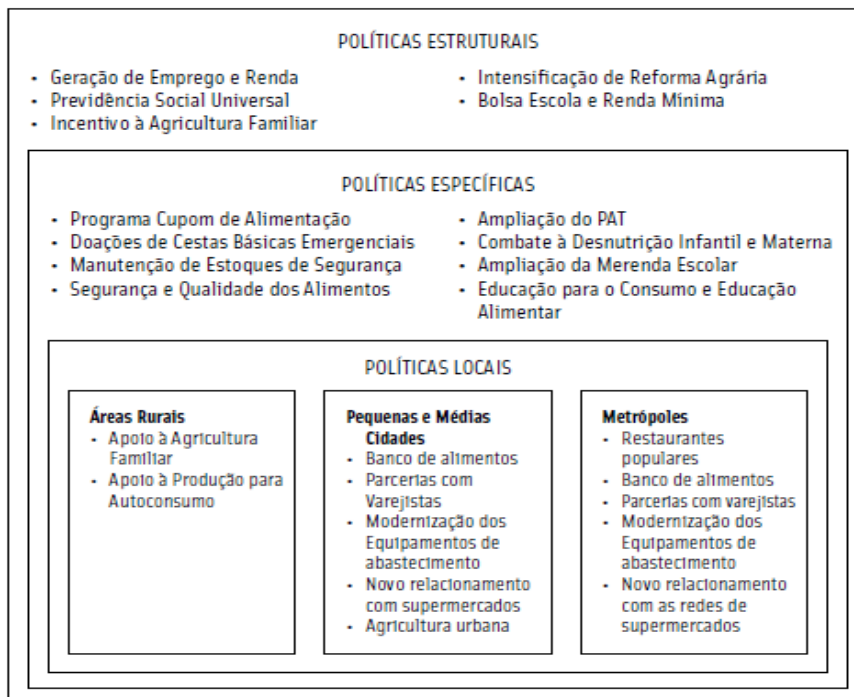 POLÍTICAS ESTRUTURAIS
• Geração de Emprego e Renda
• Previdência Social Universal
• Incentivo à Agricultura Familiar
• Intensificação de Reforma Agrária
• Bolsa Escola e Renda Mínima
POLÍTICAS ESPECÍFICAS
• Programa Cupom de Alimentação
• Doações de Cestas Básicas Emergenciais
• Manutenção de Estoques de Segurança
• Segurança e Qualidade dos Alimentos
• Ampliação do PAT
• Combate à Desnutrição Infantil e Materna
• Ampliação da Merenda Escolar
• Educação para o Consumo e Educação
Alimentar
POLÍTICAS LOCAIS
Áreas Rurais
• Apoio à Agricultura
Familiar
• Apoio à Produção para
Autoconsumo
Pequenas e Médias
Cidades
• Banco de alimentos
• Parcerias com
Varejistas
• Modernização dos
Equipamentos de
abastecimento
• Novo relacionamento
com supermercados
• Agricultura urbana
Metrópoles
• Restaurantes
populares
• Banco de alimentos
• Parcerias com varejistas
• Modernização dos
Equipamentos de
abastecimento
• Novo relacionamento
com as redes de
supermercados